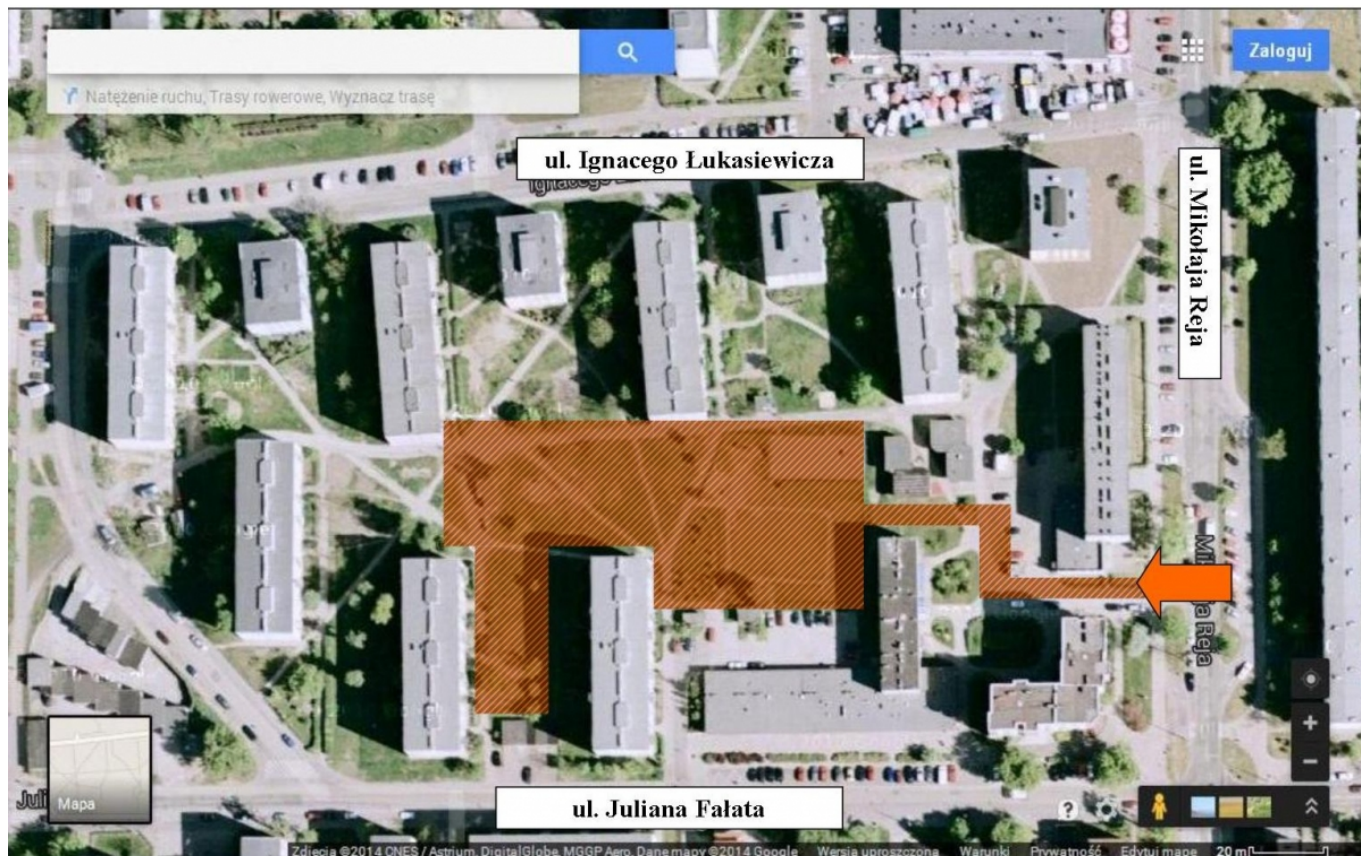 Zaloguj
Natężenie ruchu, Trasy rowerowe, Wyznacz trasę
ul. Ignacego Łukasiewicza
Ignacego
ul. Mikołaja Reja
Mikołaja Reja
Mapa
ul. Juliana Fałata
?
Zdjęcia ©2014 CNES / Astrium, DigitalGlobe, MGGP Aero, Dane mapy ©2014 Google Wersja uproszczona Warunki Prywatność Edytuj mapę 20 m